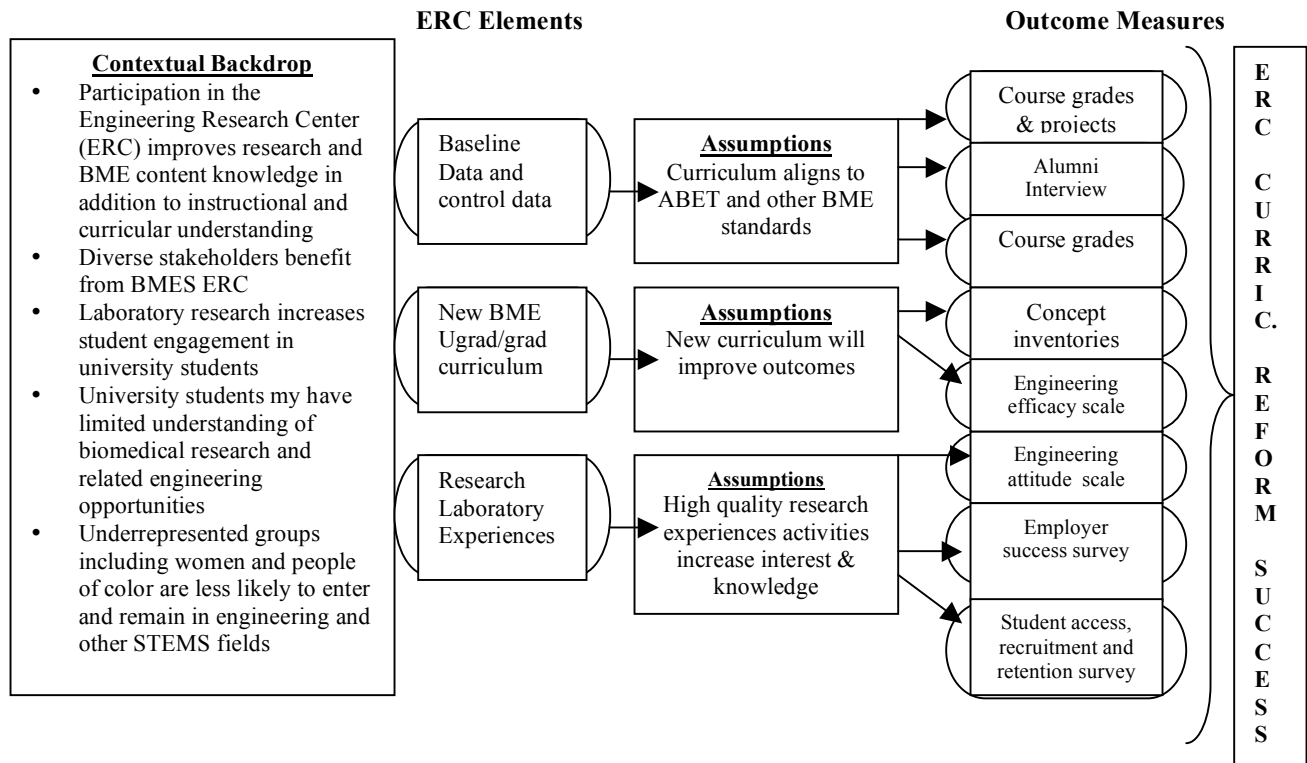 ERC Elements
Outcome Measures
Contextual Backdrop
• Participation in the
Engineering Research Center
(ERC) improves research and
BME content knowledge in
addition to instructional and
curricular understanding
• Diverse stakeholders benefit
from BMES ERC
• Laboratory research increases
student engagement in
university students
• University students my have
limited understanding of
biomedical research and
related engineering
opportunities
• Underrepresented groups
including women and people
of color are less likely to enter
and remain in engineering and
other STEMS fields
Baseline
Data and
control data
New BME
Ugrad/grad
curriculum
Research
Laboratory
Experiences
Assumptions
Curriculum aligns to
ABET and other BME
standards
Assumptions
New curriculum will
improve outcomes
Assumptions
High quality research
experiences activities
increase interest &
knowledge
Course grades
& projects
Alumni
Interview
Course grades
Concept
inventories
Engineering
efficacy scale
Engineering
attitude scale
Employer
success survey
Student access,
recruitment and
retention survey
E
R
C
C
U
R
R
I
C.
R
E
F
O
R
M
S
U
C
C
E
S
S